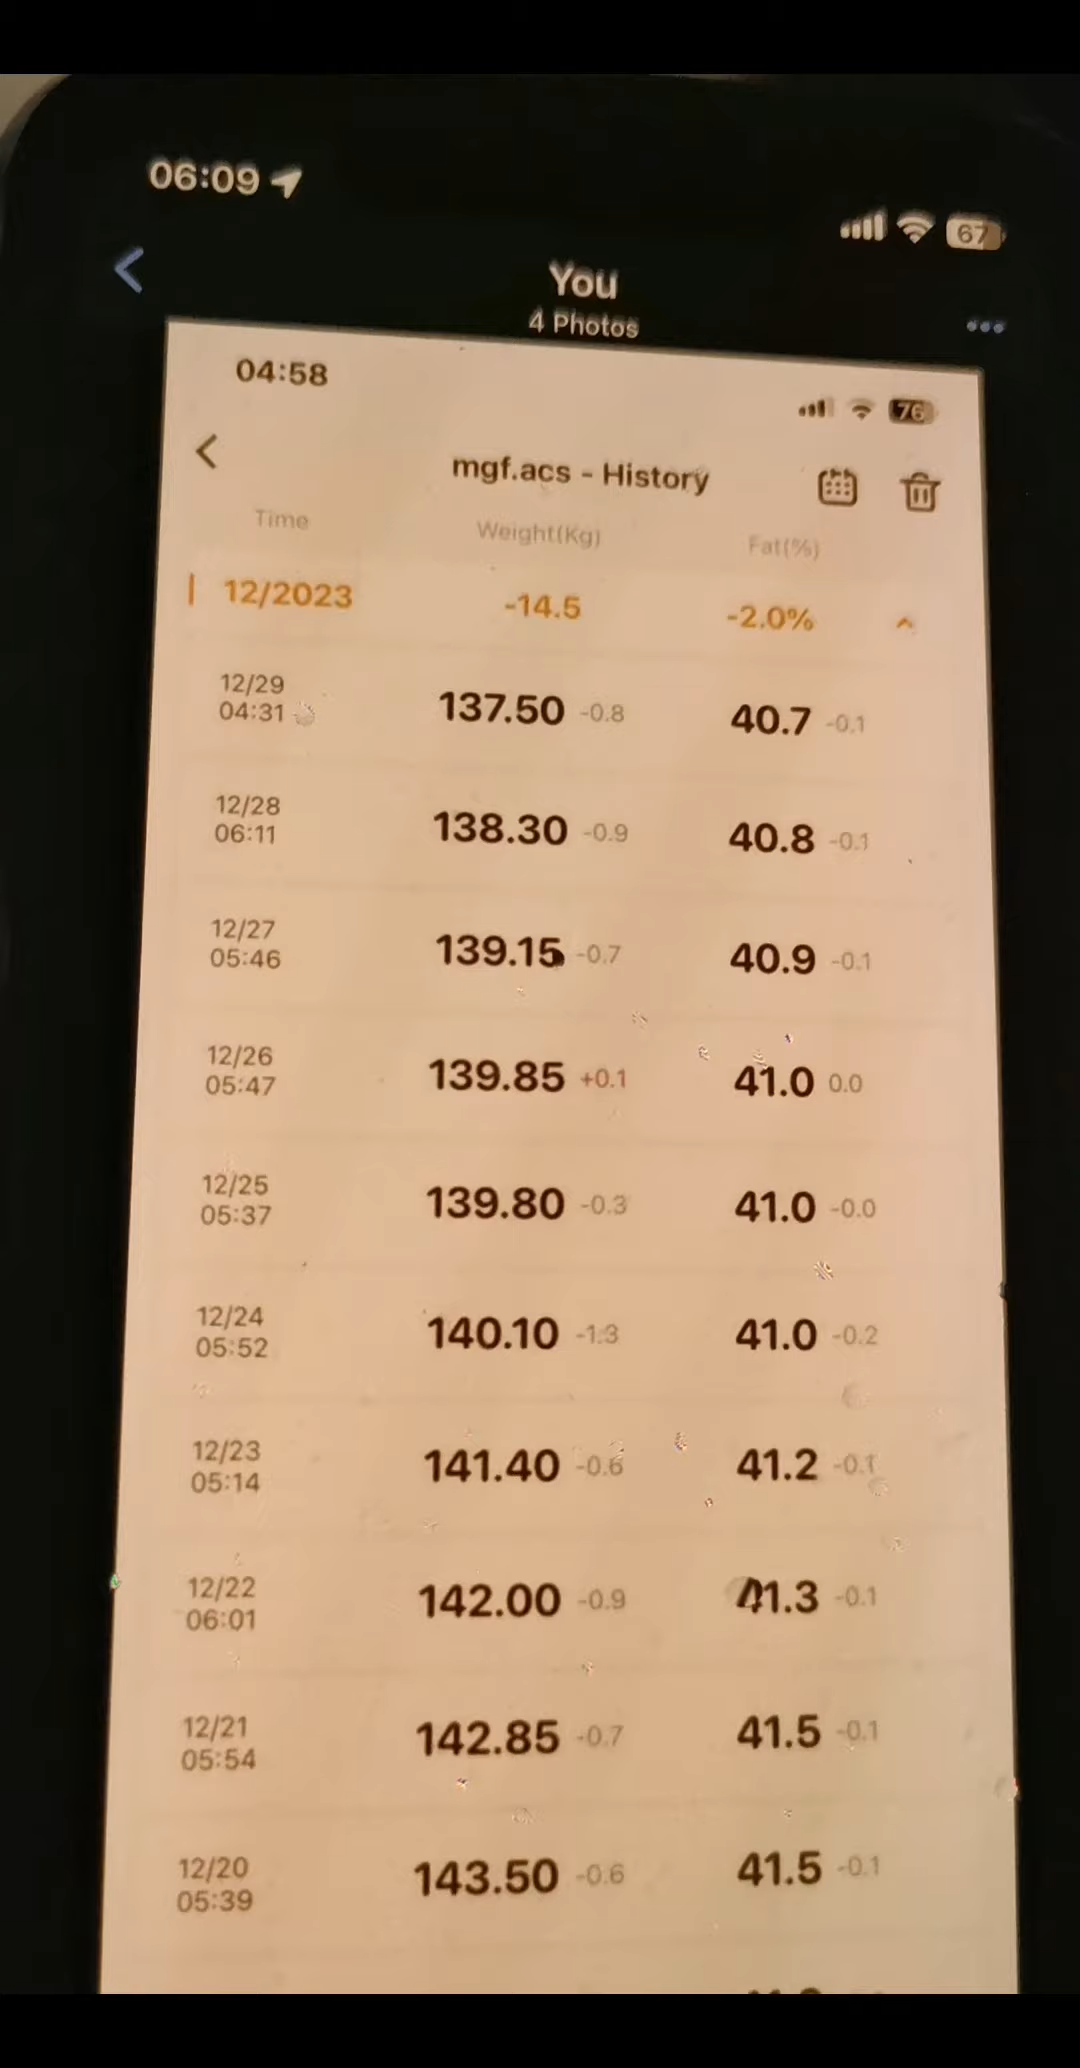 06:09
67
You
4 Photos
04:58
76
mgf.acs - History
Time Weight(Kg) Fat(%)
12/2023 -14.5 -2.0%
12/29
04:31 137.50 -0.8 40.7 -0.1
12/28
06:11 138.30 -0.9 40.8 -0.1
12/27
05:46 139.15 -0.7 40.9 -0.1
12/26
05:47 139.85 +0.1 41.0 0.0
12/25
05:37 139.80 -0.3 41.0 -0.0
12/24
05:52 140.10 -1.3 41.0 -0.2
12/23
05:14 141.40 -0.6 41.2 -0.1
12/22
06:01 142.00 -0.9 41.3 -0.1
12/21
05:54 142.85 -0.7 41.5 -0.1
12/20
05:39 143.50 -0.6 41.5 -0.1